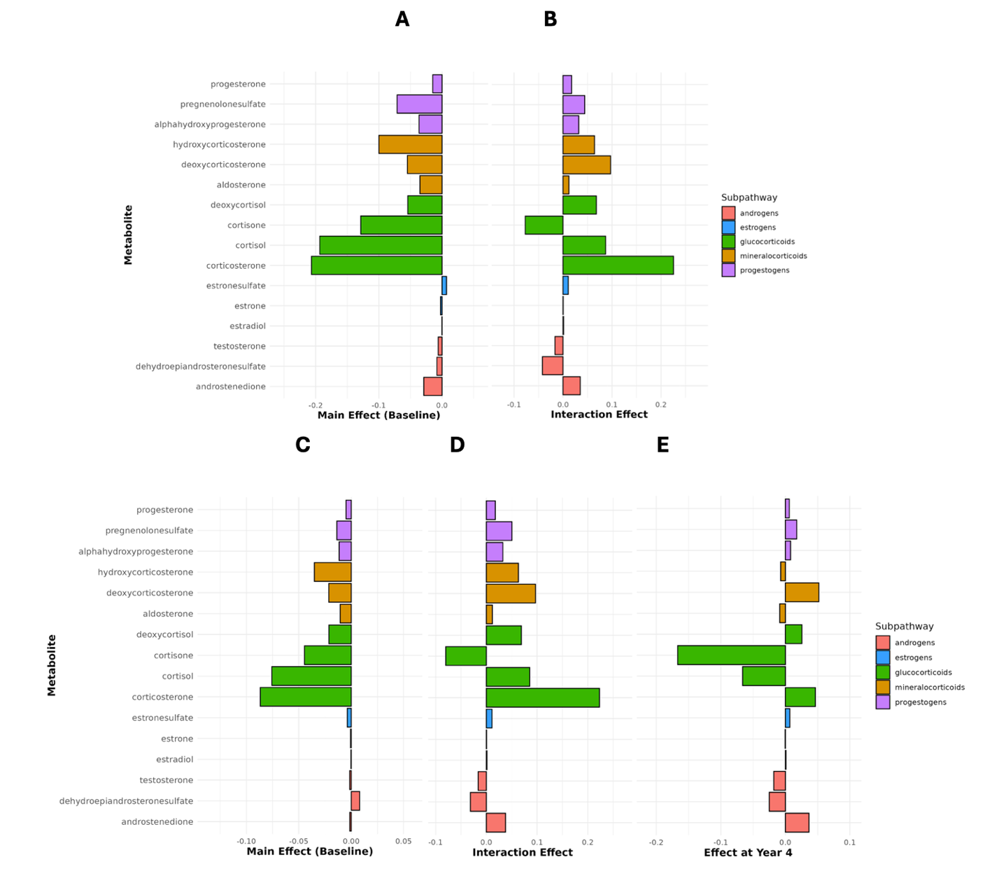 A B
progesterone
pregnenolonesulfate
alphahydroxyprogesterone
hydroxycorticosterone
deoxycorticosterone
aldosterone
deoxycortisol
cortisone
cortisol
corticosterone
estronesulfate
estrone
estradiol
testosterone
dehydroepiandrosteronesulfate
androstenedione
Metabolite
-0.2 -0.1 0.0
Main Effect (Baseline)
-0.1 0.0 0.1 0.2
Interaction Effect
Subpathway
androgens
estrogens
glucocorticoids
mineralocorticoids
progestogens
C D E
progesterone
pregnenolonesulfate
alphahydroxyprogesterone
hydroxycorticosterone
deoxycorticosterone
aldosterone
deoxycortisol
cortisone
cortisol
corticosterone
estronesulfate
estrone
estradiol
testosterone
dehydroepiandrosteronesulfate
androstenedione
Metabolite
-0.10 -0.05 0.00 0.05
Main Effect (Baseline)
-0.1 0.0 0.1 0.2
Interaction Effect
-0.2 -0.1 0.0 0.1
Effect at Year 4
Subpathway
androgens
estrogens
glucocorticoids
mineralocorticoids
progestogens